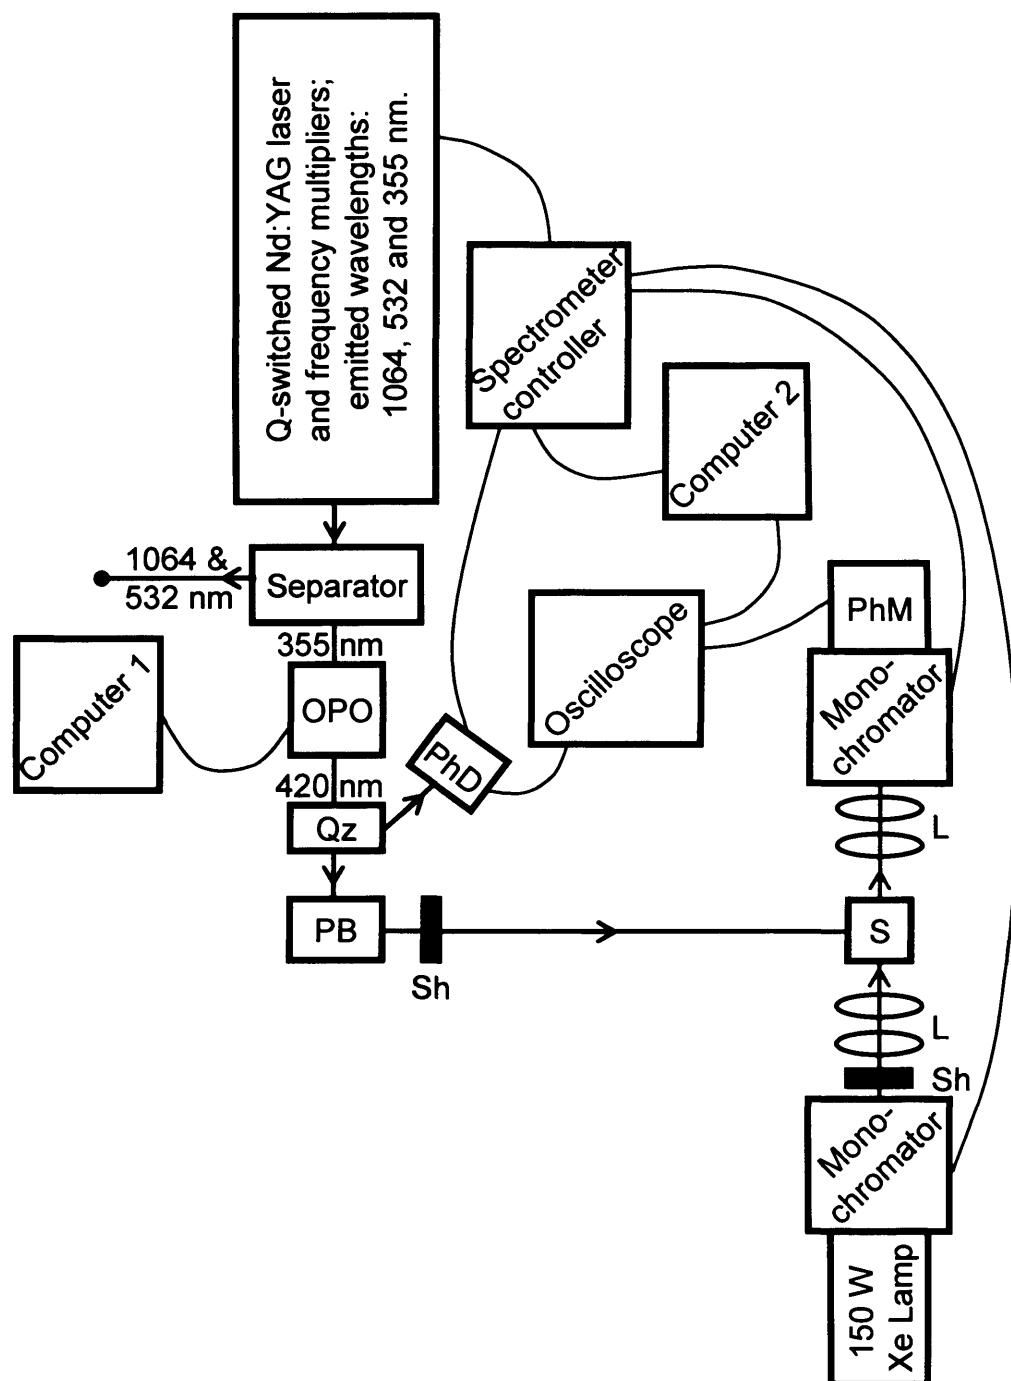 Q-switched Nd:YAG laser
and frequency multipliers;
emitted wavelengths:
1064, 532 and 355 nm.
Spectrometer
controller
Computer 2
1064 &
532 nm
Separator
355 nm
Computer 1
OPO
Oscilloscope
PhM
Mono-
chromator
PhD
420 nm
Qz
L
PB
Sh
S
L
Sh
Mono-
chromator
150 W
Xe Lamp